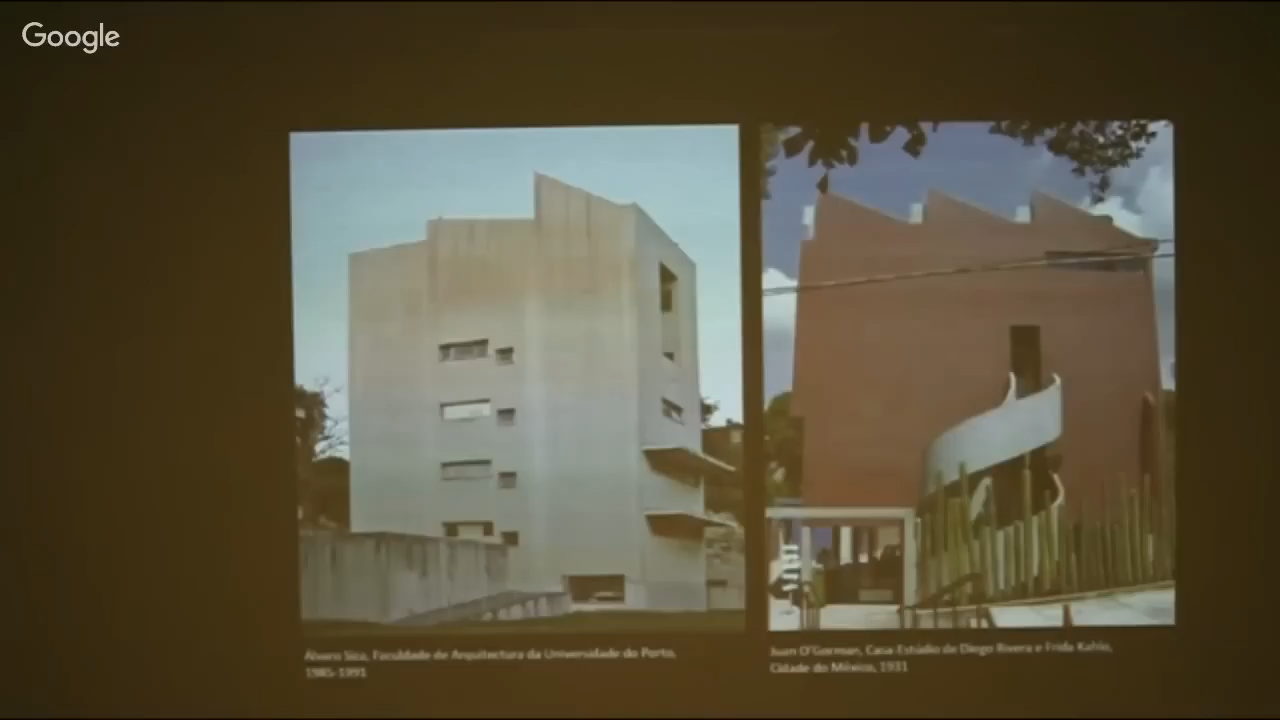 Google
Álvaro Siza, Faculdade de Arquitectura da Universidade do Porto,
1985-1991
Juan O'Gorman, Casa-Estúdio de Diego Rivera e Frida Kahlo,
Cidade do México, 1931